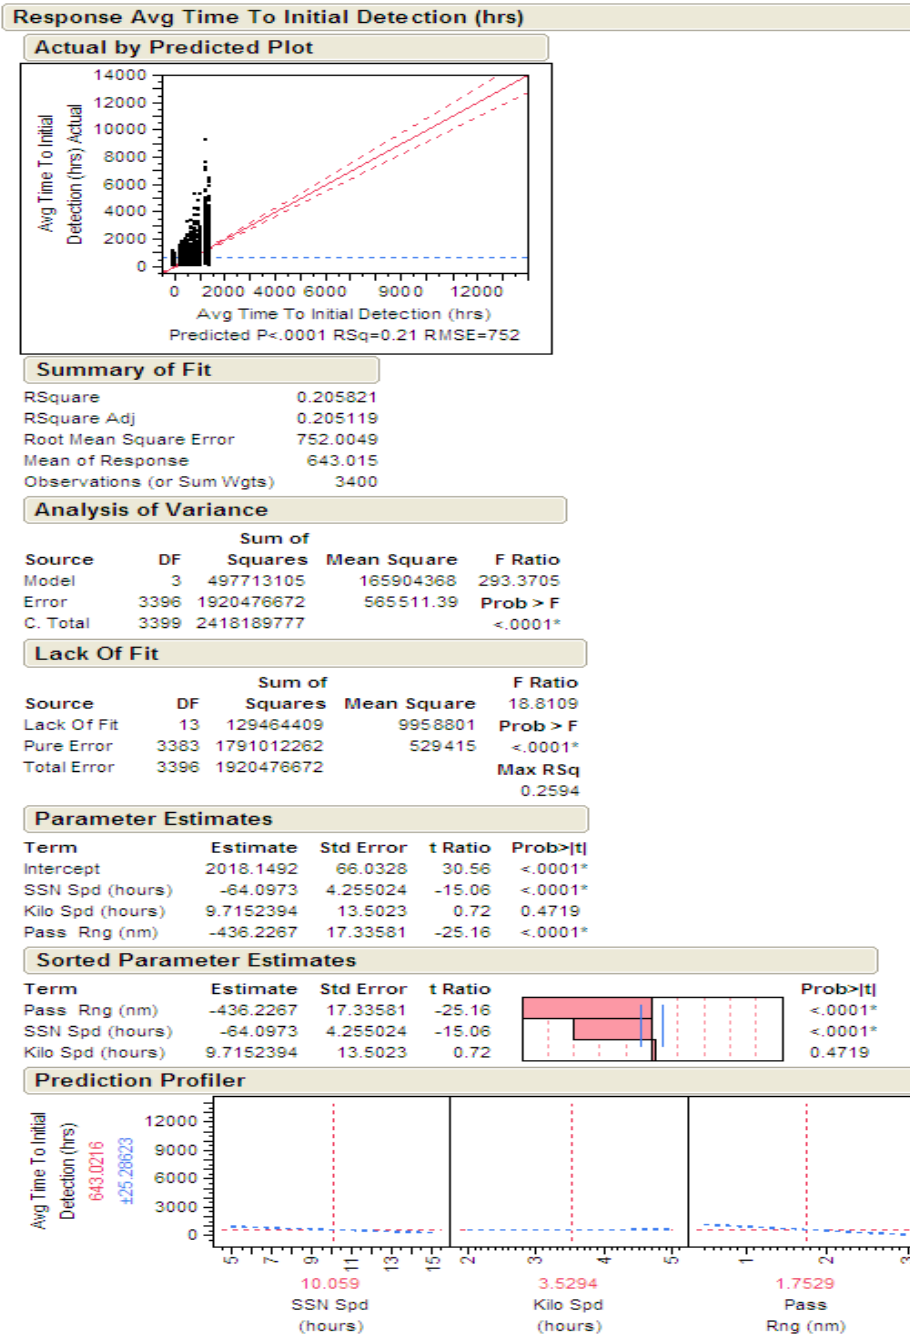 Response Avg Time To Initial Detection (hrs)
Actual by Predicted Plot
Avg Time To Initial
Detection (hrs) Actual
14000
12000
10000
8000
6000
4000
2000
0
0 2000 4000 6000 9000 12000
Avg Time To Initial Detection (hrs)
Predicted P<.0001 RSq=0.21 RMSE=752
Summary of Fit
RSquare 0.205821
RSquare Adj 0.205119
Root Mean Square Error 752.0049
Mean of Response 643.015
Observations (or Sum Wgts) 3400
Analysis of Variance
Sum of
Source DF Squares Mean Square F Ratio
Model 3 497713105 165904368 293.3705
Error 3396 1920476672 565511.39 Prob > F
C. Total 3399 2418189777 <.0001*
Lack Of Fit
Sum of F Ratio
Source DF Squares Mean Square 18.8109
Lack Of Fit 13 129464409 9958801 Prob > F
Pure Error 3383 1791012262 529415 <.0001*
Total Error 3396 1920476672 Max RSq
0.2594
Parameter Estimates
Term Estimate Std Error t Ratio Prob>|t|
Intercept 2018.1492 66.0328 30.56 <.0001*
SSN Spd (hours) -64.0973 4.255024 -15.06 <.0001*
Kilo Spd (hours) 9.7152394 13.5023 0.72 0.4719
Pass Rng (nm) -436.2267 17.33581 -25.16 <.0001*
Sorted Parameter Estimates
Term Estimate Std Error t Ratio Prob>|t|
Pass Rng (nm) -436.2267 17.33581 -25.16 <.0001*
SSN Spd (hours) -64.0973 4.255024 -15.06 <.0001*
Kilo Spd (hours) 9.7152394 13.5023 0.72 0.4719
Prediction Profiler
Avg Time To Initial
Detection (hrs)
643.0216
±25.28623
12000
9000
6000
3000
0
5 7 9 11 13 15 2 3 4 5 1 2 3
10.059 3.5294 1.7529
SSN Spd Kilo Spd Pass
(hours) (hours) Rng (nm)